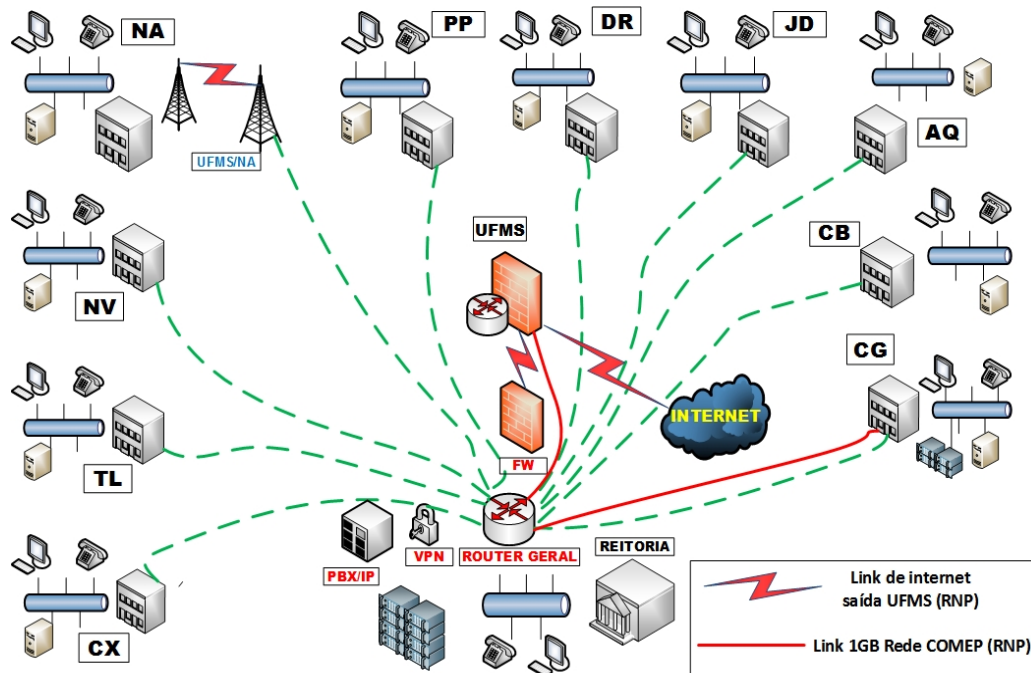 NA
PP
DR
JD
AQ
UFMS/NA
UFMS
CB
NV
CG
INTERNET
TL
FW
VPN
ROUTER GERAL
REITORIA
PBX/IP
CX
Link de internet
saída UFMS (RNP)
Link 1GB Rede COMEP (RNP)